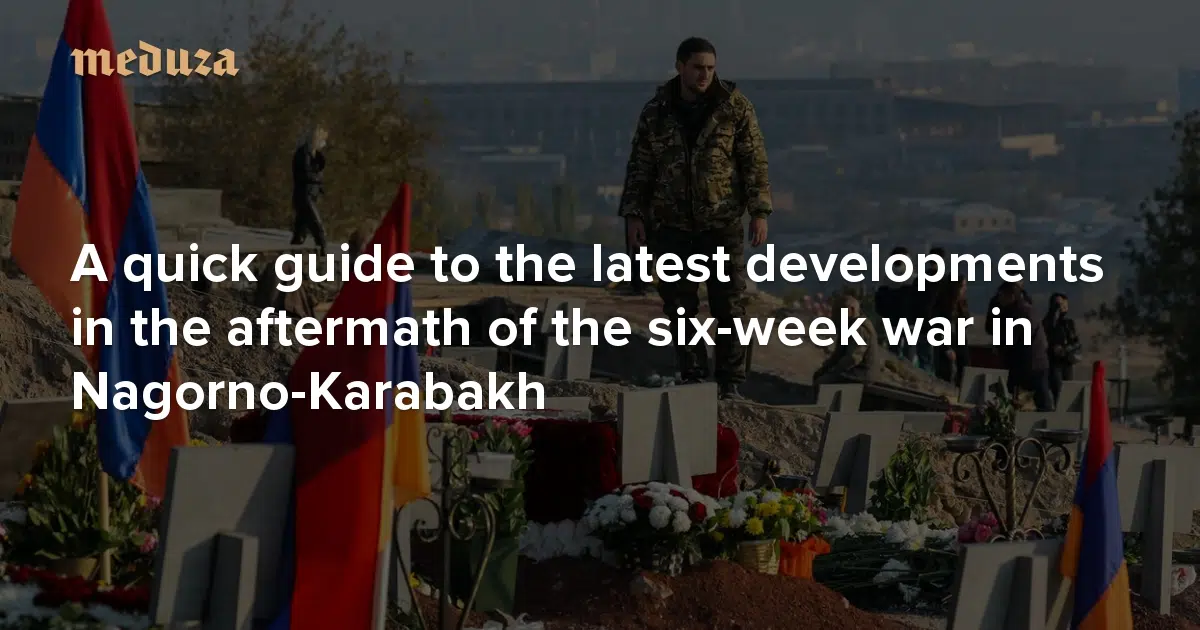 meduza
A quick guide to the latest developments
in the aftermath of the six-week war in
Nagorno-Karabakh